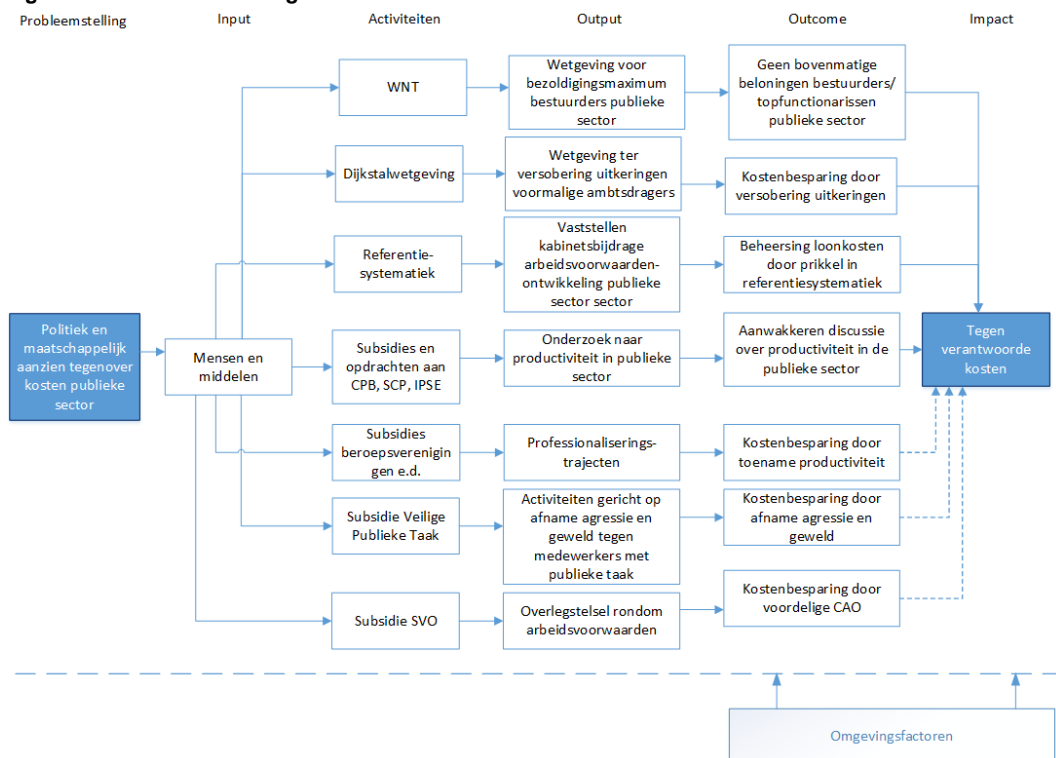 Probleemstelling
Input
Activiteiten
Output
Outcome
Impact
WNT
Wetgeving voor
bezoldigingsmaximum
bestuurders publieke
sector
Geen bovenmatige
beloningen bestuurders/
topfunctionarissen
publieke sector
Dijkstalwetgeving
Wetgeving ter
versobering uitkeringen
voormalige ambtsdragers
Kostenbesparing door
versobering uitkeringen
Referentie-
systematiek
Vaststellen
kabinetsbijdrage
arbeidsvoorwaarden-
ontwikkeling publieke
sector sector
Beheersing loonkosten
door prikkel in
referentiesystematiek
Politiek en
maatschappelijk
aanzien tegenover
kosten publieke
sector
Mensen en
middelen
Subsidies en
opdrachten aan
CPB, SCP, IPSE
Onderzoek naar
productiviteit in publieke
sector
Aanwakkeren discussie
over productiviteit in de
publieke sector
Tegen
verantwoorde
kosten
Subsidies
beroepsverenigin
gen e.d.
Professionaliserings-
trajecten
Kostenbesparing door
toename productiviteit
Subsidie Veilige
Publieke Taak
Activiteiten gericht op
afname agressie en
geweld tegen
medewerkers met
publieke taak
Kostenbesparing door
afname agressie en
geweld
Subsidie SVO
Overlegstelsel rondom
arbeidsvoorwaarden
Kostenbesparing door
voordelige CAO
Omgevingsfactoren